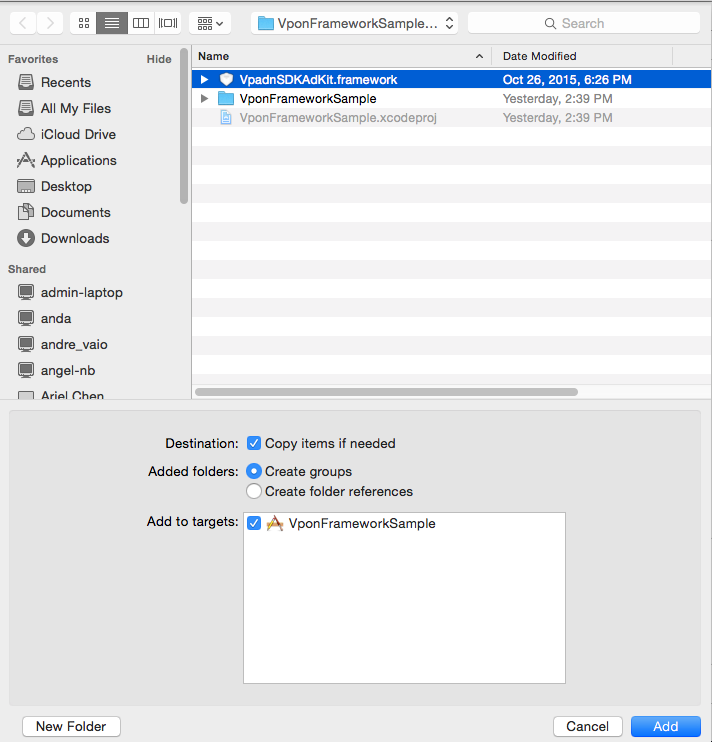 VponFrameworkSample...
Search
Favorites Hide
Recents
All My Files
iCloud Drive
Applications
Desktop
Documents
Downloads
Shared
admin-laptop
anda
andre_vaio
angel-nb
Ariel Chen
Name Date Modified
VpadnSDKAdKit.framework Oct 26, 2015, 6:26 PM
VponFrameworkSample Yesterday, 2:39 PM
VponFrameworkSample.xcodeproj Yesterday, 2:39 PM
Destination: Copy items if needed
Added folders: Create groups
Create folder references
Add to targets: VponFrameworkSample
New Folder Cancel Add